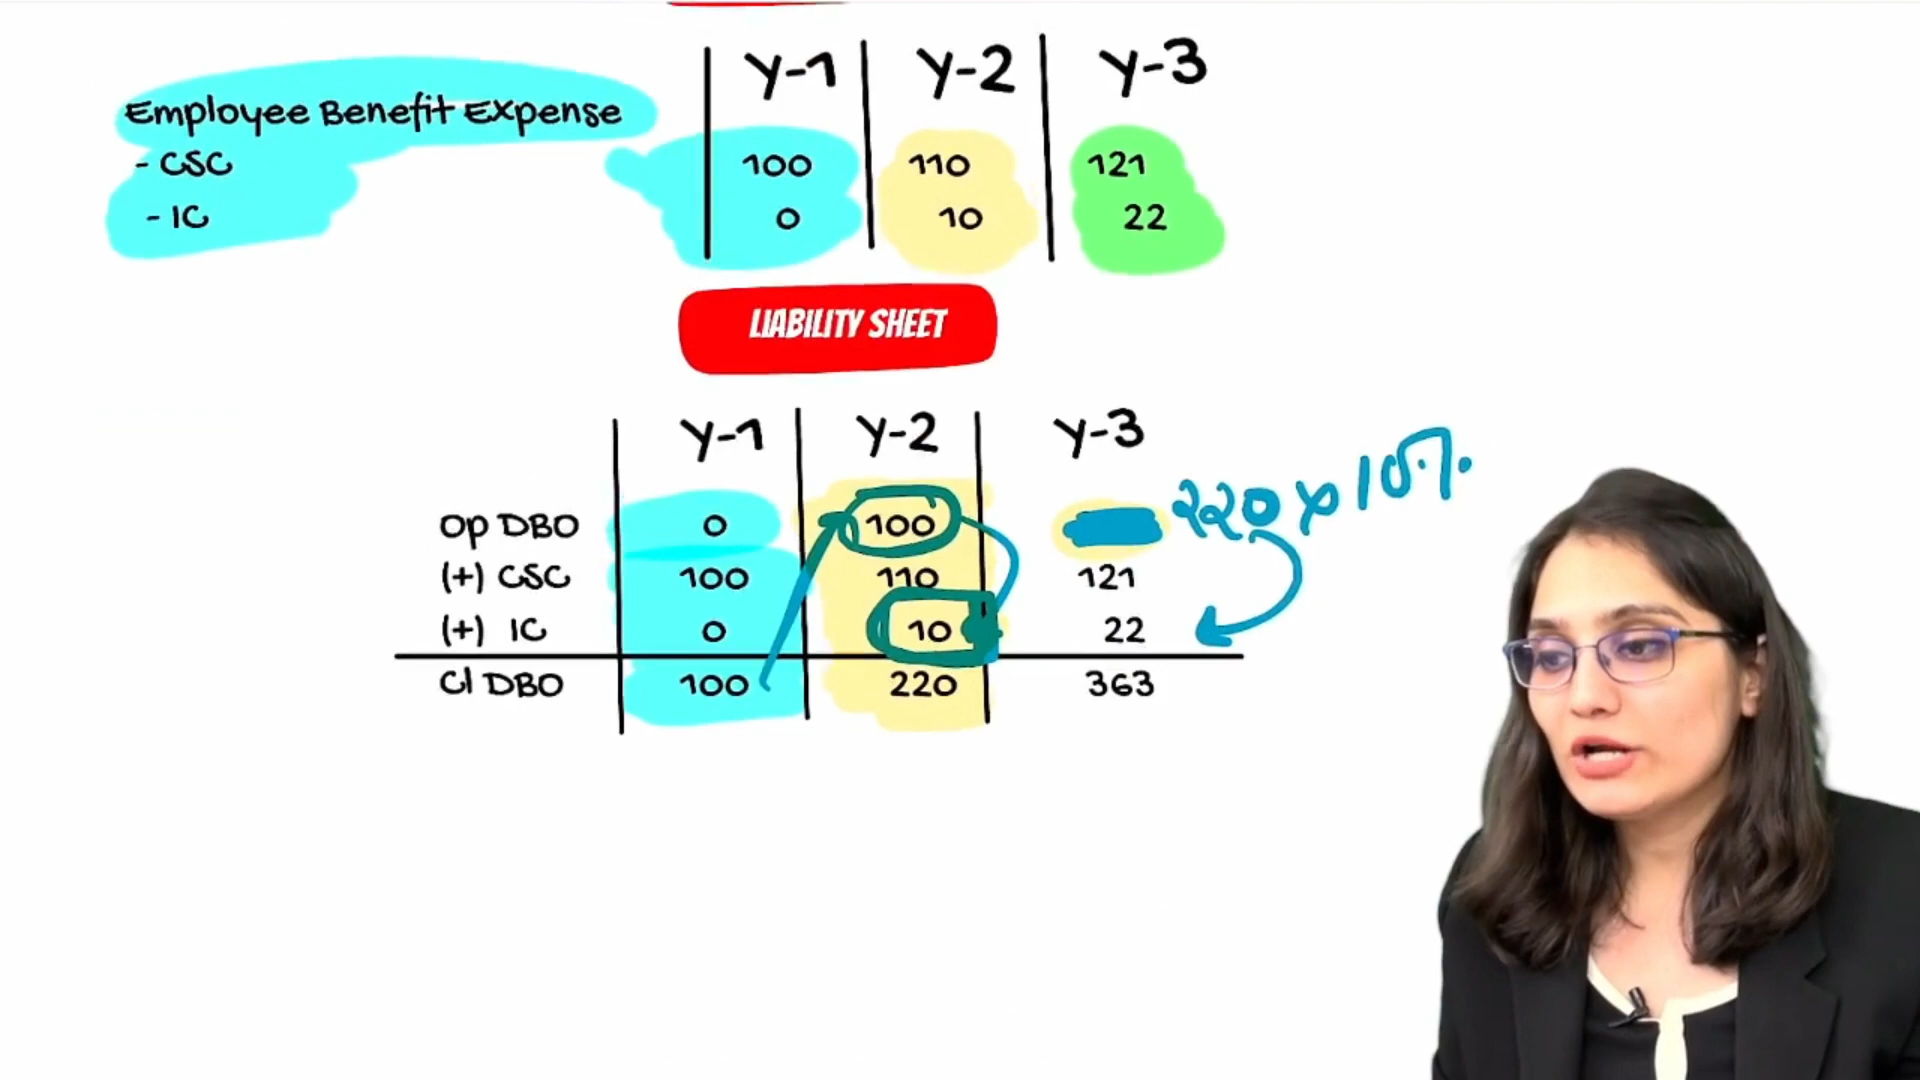 Y-1 Y-2 Y-3
Employee Benefit Expense
- CSC 100 110 121
- IC 0 10 22
LIABILITY SHEET
Y-1 Y-2 Y-3
Op DBO 0 100 220 x 10%
(+) CSC 100 110 121
(+) IC 0 10 22
Cl DBO 100 220 363